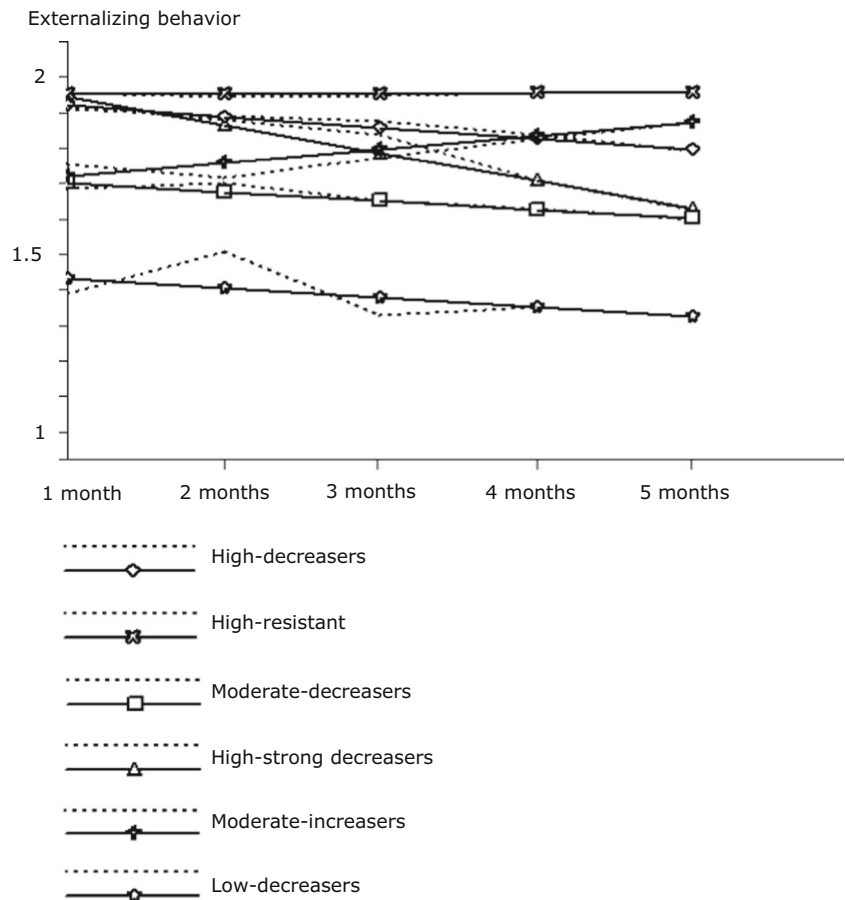 Externalizing behavior
2
1.5
1
1 month 2 months 3 months 4 months 5 months
High-decreasers
High-resistant
Moderate-decreasers
High-strong decreasers
Moderate-increasers
Low-decreasers